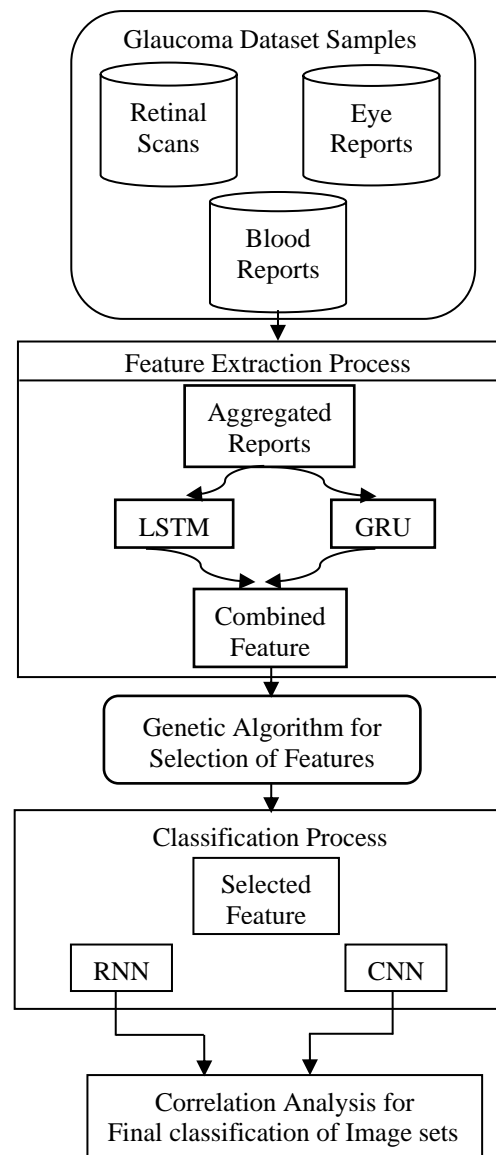 Glaucoma Dataset Samples
Retinal
Scans
Eye
Reports
Blood
Reports
Feature Extraction Process
Aggregated
Reports
LSTM
GRU
Combined
Feature
Genetic Algorithm for
Selection of Features
Classification Process
Selected
Feature
RNN
CNN
Correlation Analysis for
Final classification of Image sets